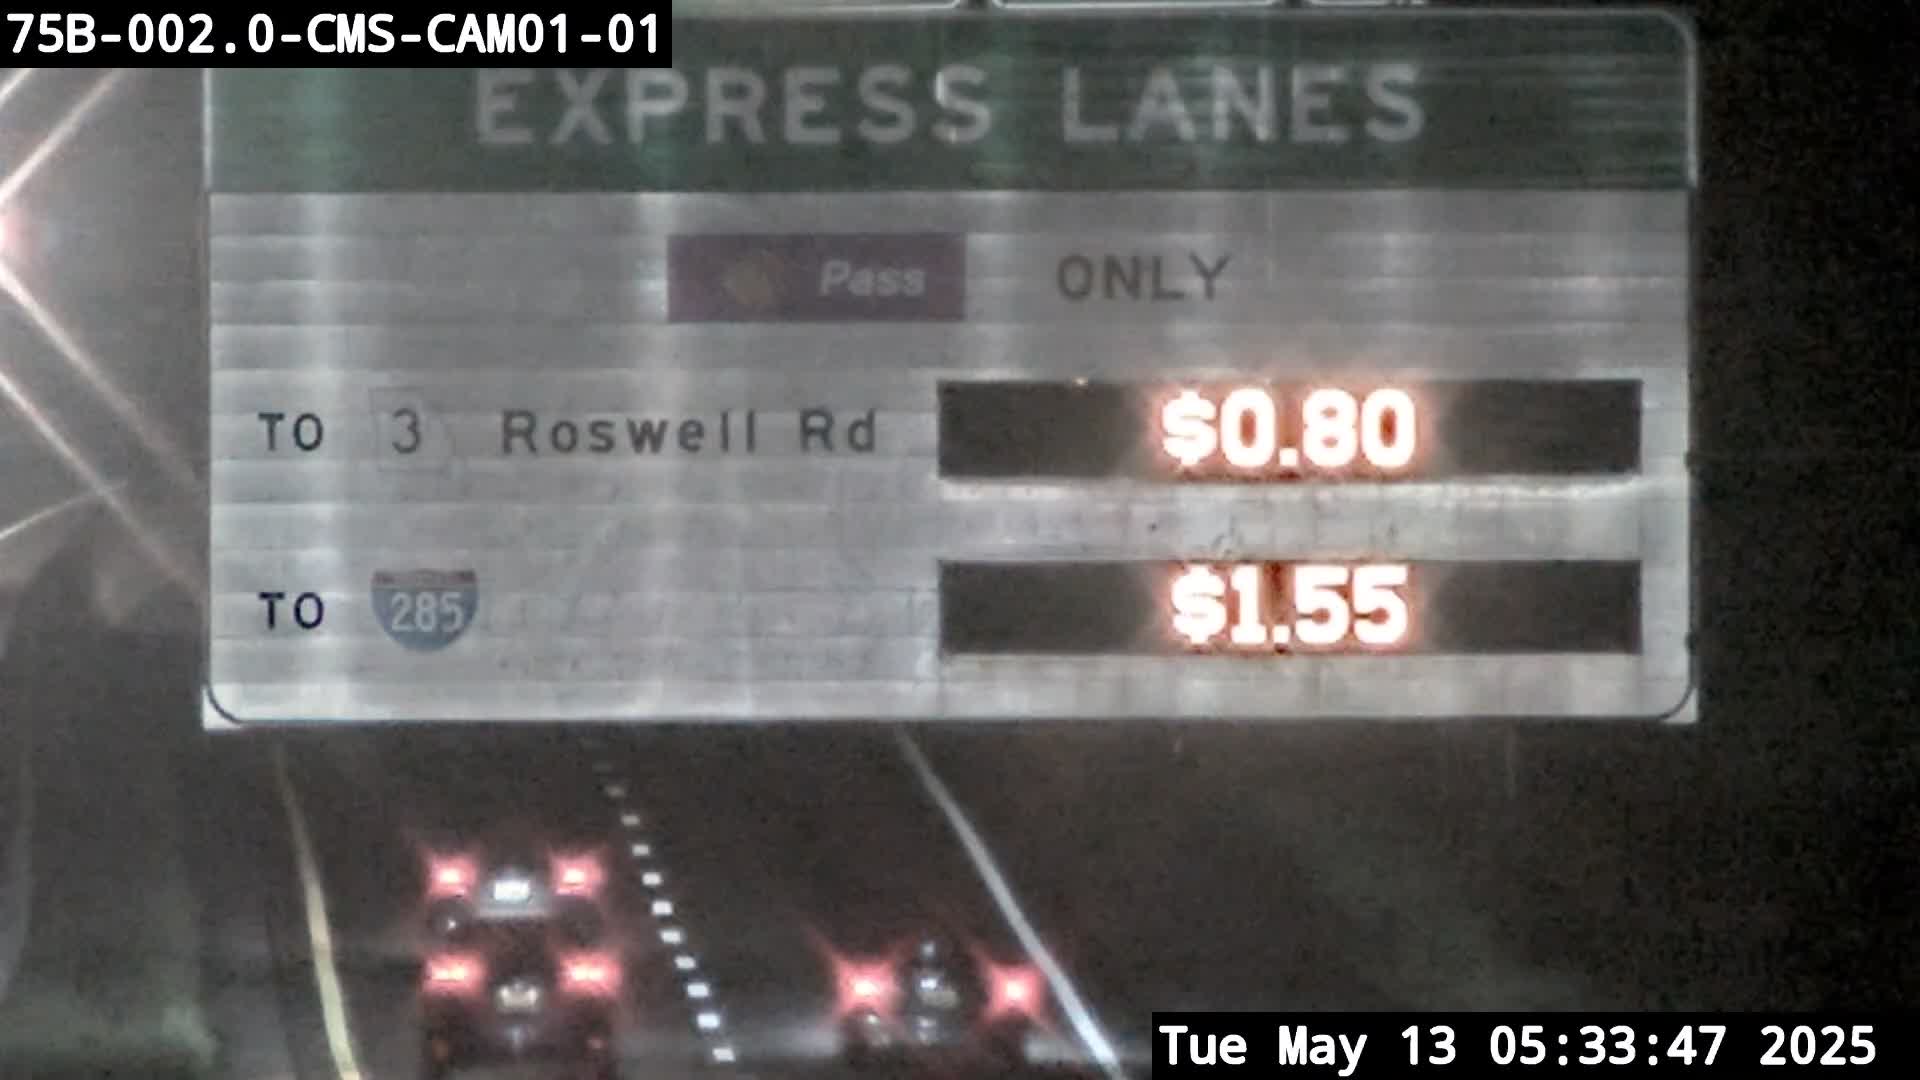 75B-002.0-CMS-CAM01-01
EXPRESS LANES
Pass ONLY
TO 3 Roswell Rd $0.80
TO 285 $1.55
Tue May 13 05:33:47 2025